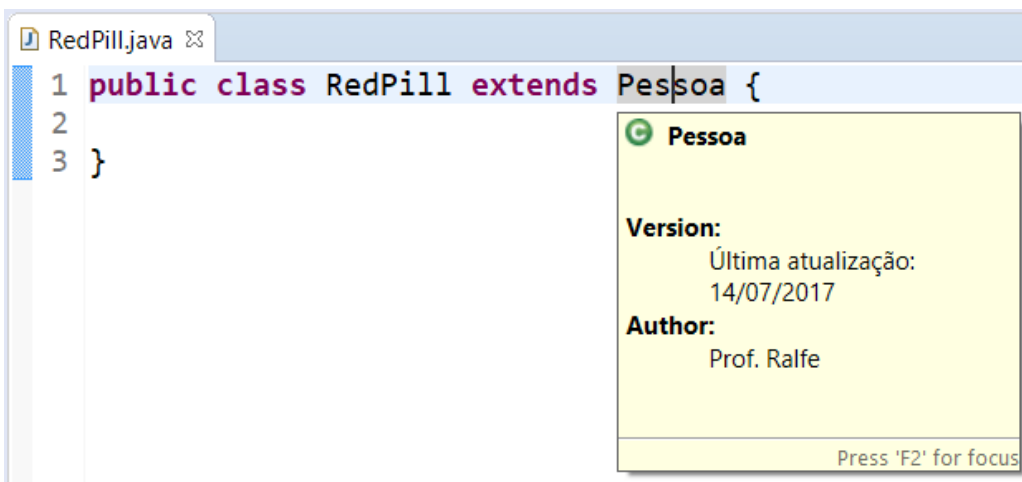 RedPill.java
1 public class RedPill extends Pessoa {
2
3 }
Pessoa
Version:
Última atualização:
14/07/2017
Author:
Prof. Ralfe
Press 'F2' for focus